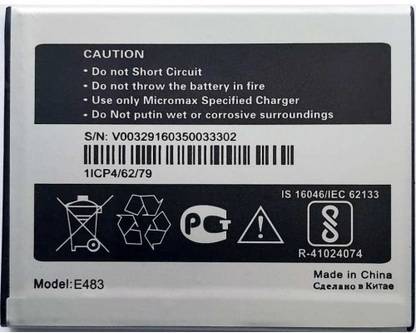 CAUTION
• Do not Short Circuit
• Do not throw the battery in fire
• Use only Micromax Specified Charger
• Do Not putin wet or corrosive surroundings
S/N: V00329160350033302
1ICP4/62/79
IS 16046/IEC 62133
R-41024074
Model:E483
Made in China
Сделано в Китае